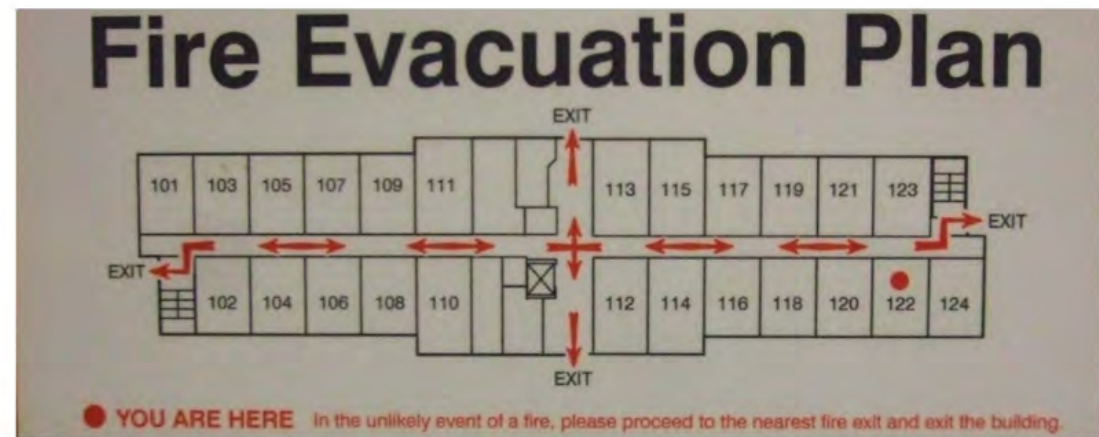 Fire Evacuation Plan
EXIT
101 103 105 107 109 111 113 115 117 119 121 123
EXIT
EXIT
102 104 106 108 110 112 114 116 118 120 122 124
EXIT
YOU ARE HERE In the unlikely event of a fire, please proceed to the nearest fire exit and exit the building.